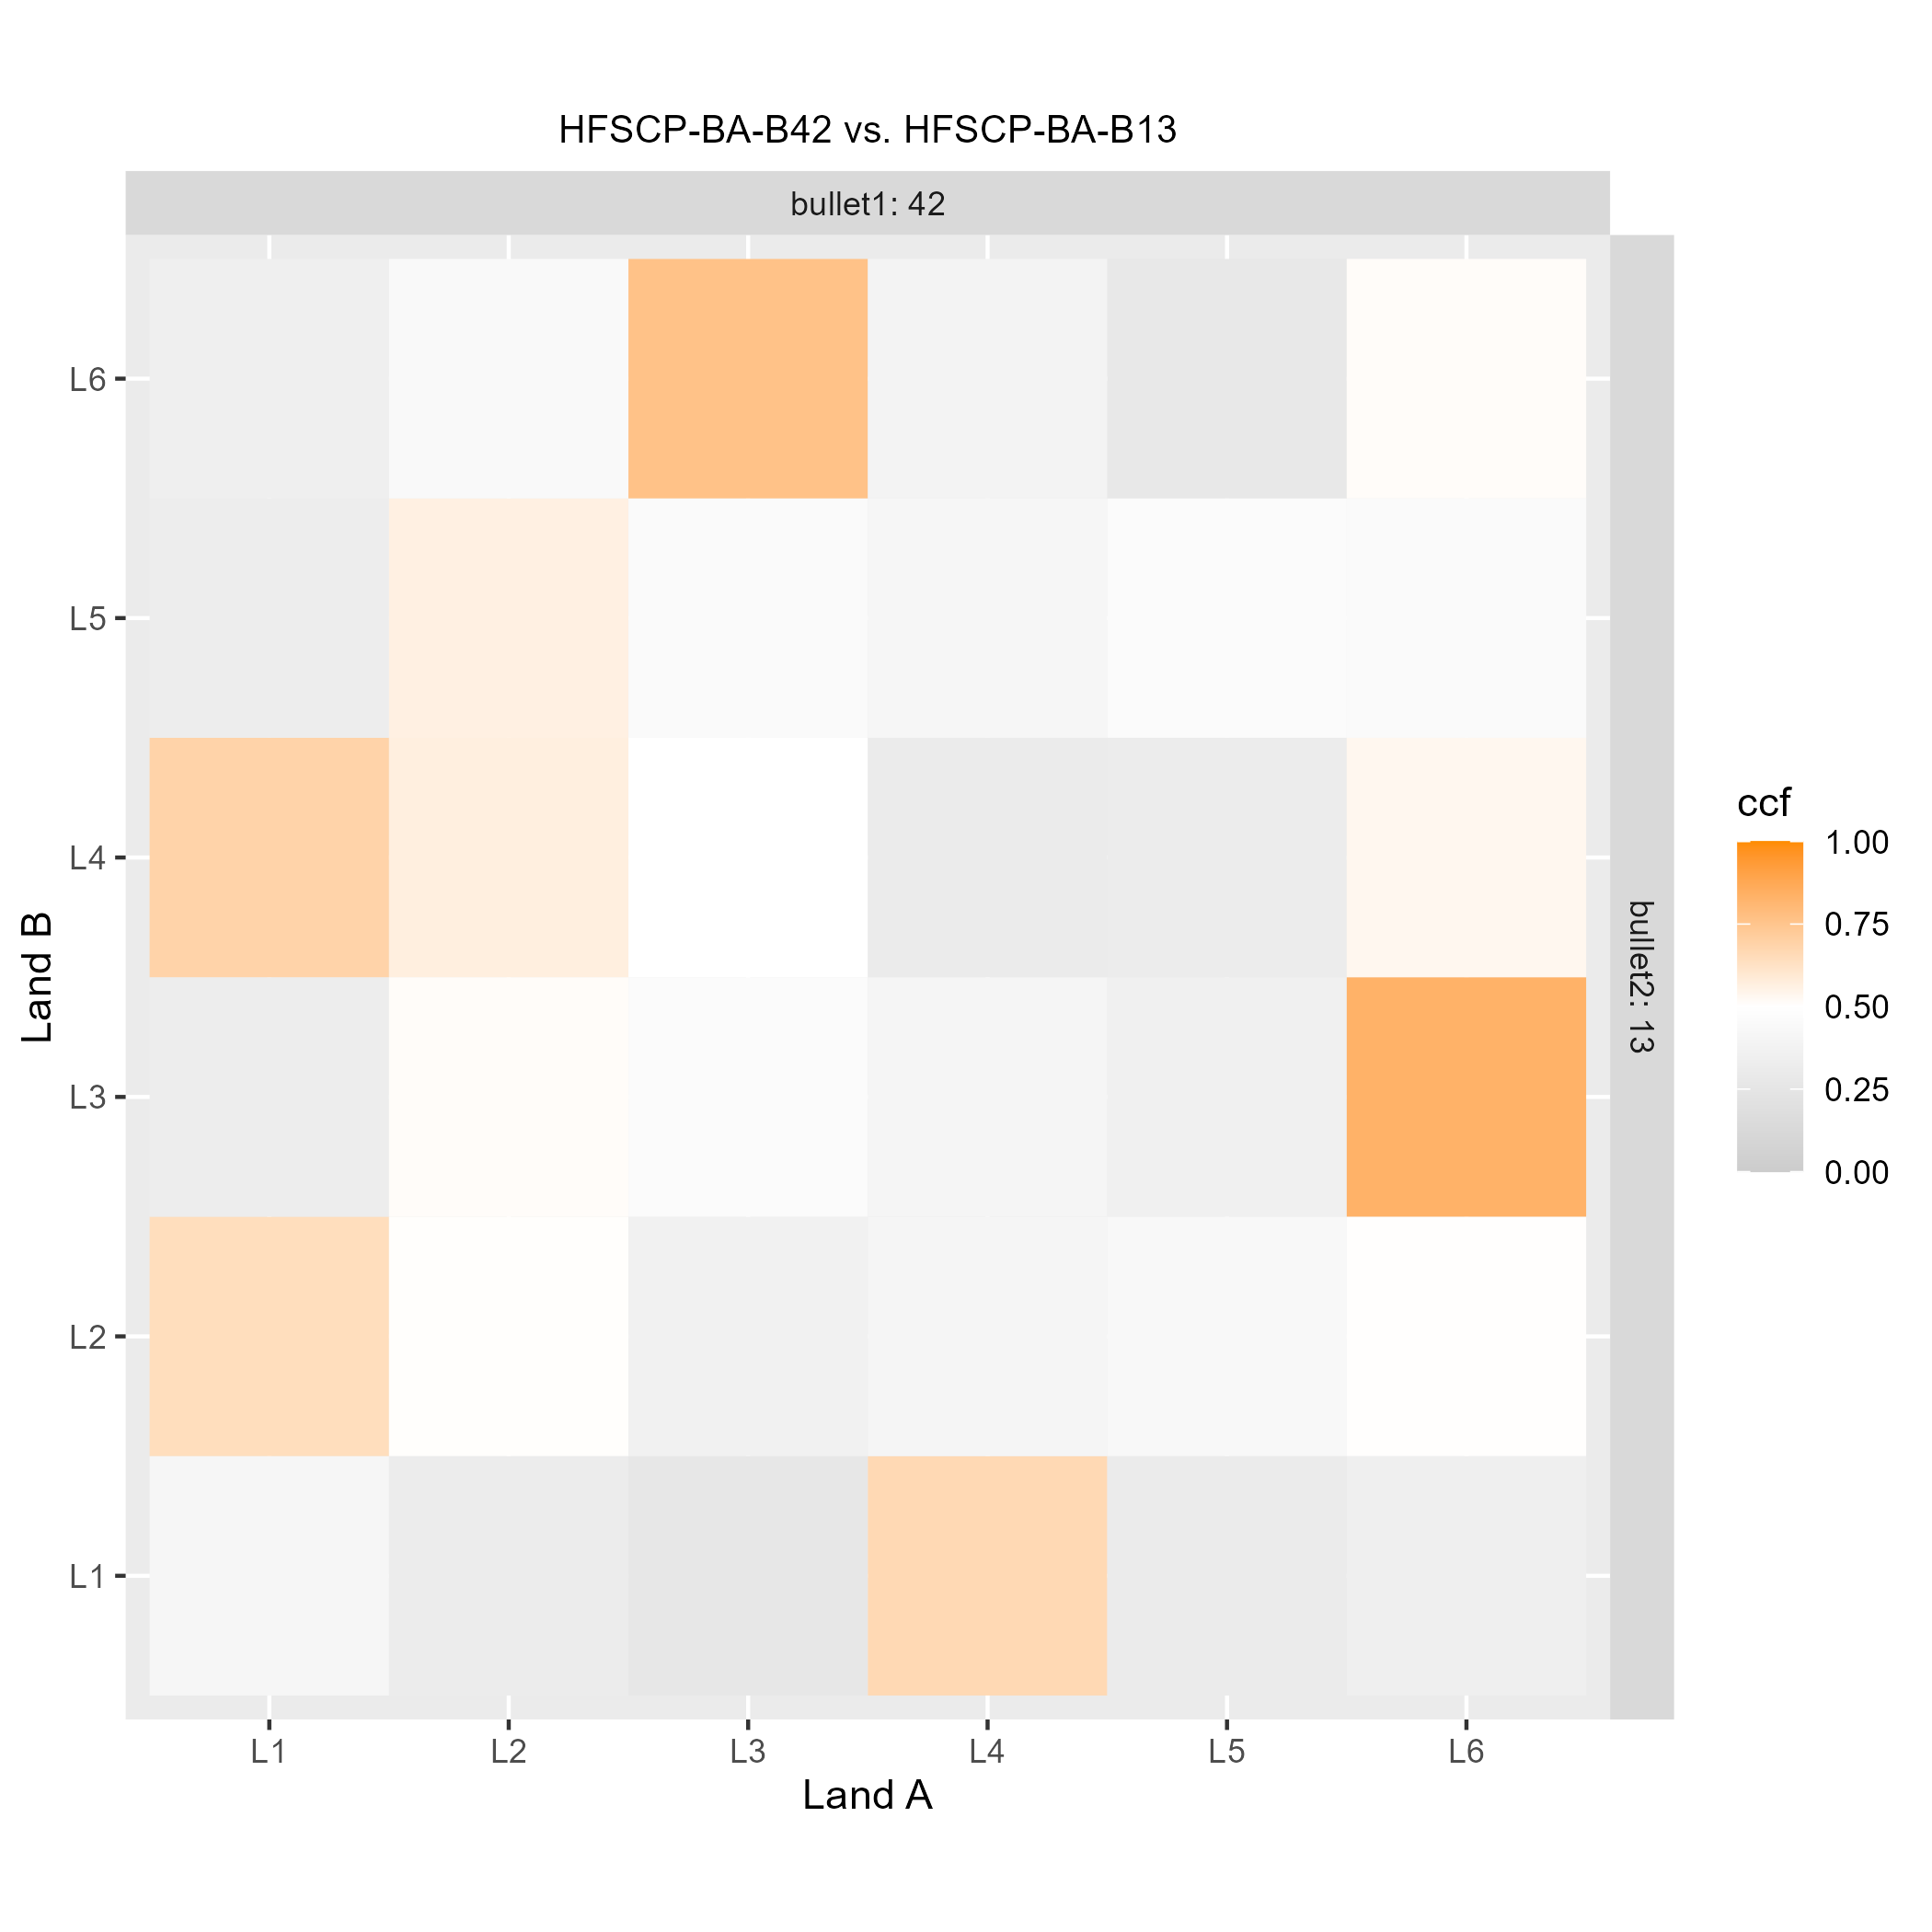 HFSCP-BA-B42 vs. HFSCP-BA-B13
bullet1: 42
L6
L5
L4
L3
L2
L1
Land B
bullet2: 13
ccf
1.00
0.75
0.50
0.25
0.00
L1 L2 L3 L4 L5 L6
Land A